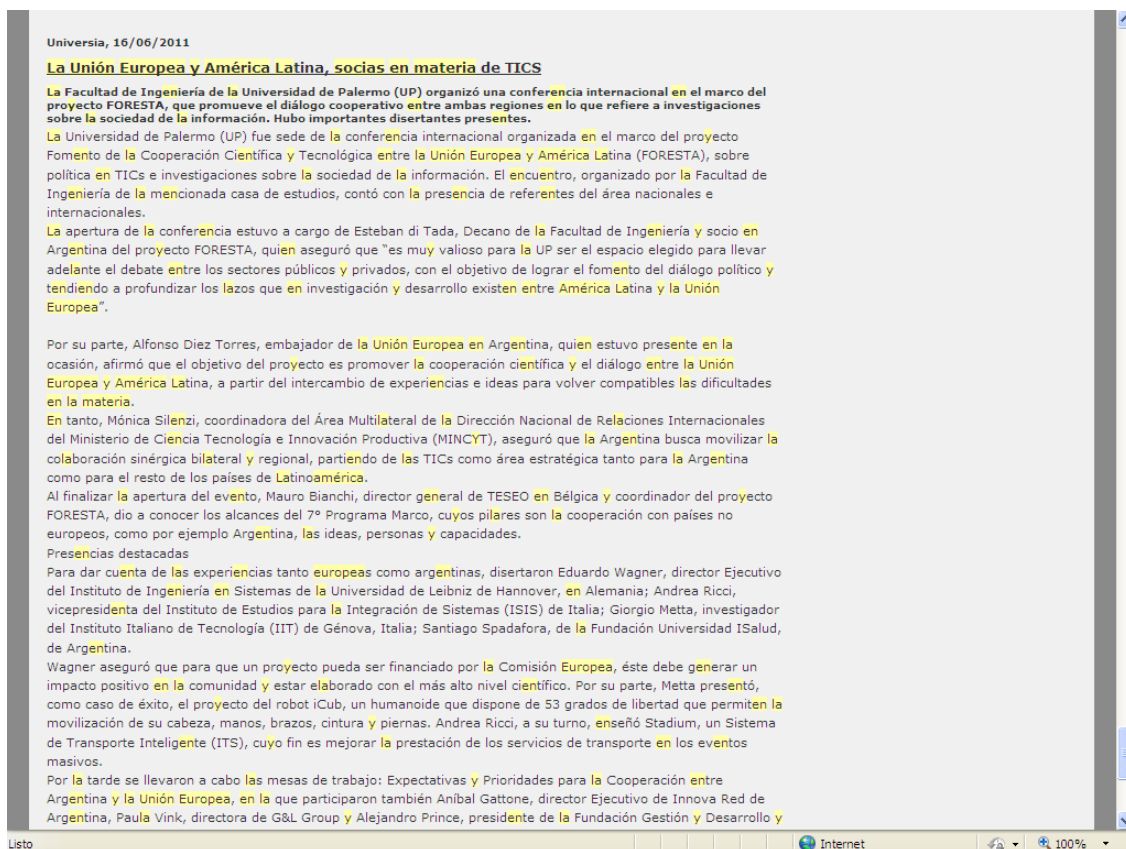 Universia, 16/06/2011
La Unión Europea y América Latina, socias en materia de TICS
La Facultad de Ingeniería de la Universidad de Palermo (UP) organizó una conferencia internacional en el marco del
proyecto FORESTA, que promueve el diálogo cooperativo entre ambas regiones en lo que refiere a investigaciones
sobre la sociedad de la información. Hubo importantes disertantes presentes.
La Universidad de Palermo (UP) fue sede de la conferencia internacional organizada en el marco del proyecto
Fomento de la Cooperación Científica y Tecnológica entre la Unión Europea y América Latina (FORESTA), sobre
política en TICs e investigaciones sobre la sociedad de la información. El encuentro, organizado por la Facultad de
Ingeniería de la mencionada casa de estudios, contó con la presencia de referentes del área nacionales e
internacionales.
La apertura de la conferencia estuvo a cargo de Esteban di Tada, Decano de la Facultad de Ingeniería y socio en
Argentina del proyecto FORESTA, quien aseguró que “es muy valioso para la UP ser el espacio elegido para llevar
adelante el debate entre los sectores públicos y privados, con el objetivo de lograr el fomento del diálogo político y
tendiendo a profundizar los lazos que en investigación y desarrollo existen entre América Latina y la Unión
Europea”.
Por su parte, Alfonso Diez Torres, embajador de la Unión Europea en Argentina, quien estuvo presente en la
ocasión, afirmó que el objetivo del proyecto es promover la cooperación científica y el diálogo entre la Unión
Europea y América Latina, a partir del intercambio de experiencias e ideas para volver compatibles las dificultades
en la materia.
En tanto, Mónica Silenzi, coordinadora del Área Multilateral de la Dirección Nacional de Relaciones Internacionales
del Ministerio de Ciencia Tecnología e Innovación Productiva (MINCYT), aseguró que la Argentina busca movilizar la
colaboración sinérgica bilateral y regional, partiendo de las TICs como área estratégica tanto para la Argentina
como para el resto de los países de Latinoamérica.
Al finalizar la apertura del evento, Mauro Bianchi, director general de TESEO en Bélgica y coordinador del proyecto
FORESTA, dio a conocer los alcances del 7° Programa Marco, cuyos pilares son la cooperación con países no
europeos, como por ejemplo Argentina, las ideas, personas y capacidades.
Presencias destacadas
Para dar cuenta de las experiencias tanto europeas como argentinas, disertaron Eduardo Wagner, director Ejecutivo
del Instituto de Ingeniería en Sistemas de la Universidad de Leibniz de Hannover, en Alemania; Andrea Ricci,
vicepresidenta del Instituto de Estudios para la Integración de Sistemas (ISIS) de Italia; Giorgio Metta, investigador
del Instituto Italiano de Tecnología (IIT) de Génova, Italia; Santiago Spadafora, de la Fundación Universidad ISalud,
de Argentina.
Wagner aseguró que para que un proyecto pueda ser financiado por la Comisión Europea, éste debe generar un
impacto positivo en la comunidad y estar elaborado con el más alto nivel científico. Por su parte, Metta presentó,
como caso de éxito, el proyecto del robot iCub, un humanoide que dispone de 53 grados de libertad que permiten la
movilización de su cabeza, manos, brazos, cintura y piernas. Andrea Ricci, a su turno, enseñó Stadium, un Sistema
de Transporte Inteligente (ITS), cuyo fin es mejorar la prestación de los servicios de transporte en los eventos
masivos.
Por la tarde se llevaron a cabo las mesas de trabajo: Expectativas y Prioridades para la Cooperación entre
Argentina y la Unión Europea, en la que participaron también Aníbal Gattone, director Ejecutivo de Innova Red de
Argentina, Paula Vink, directora de G&L Group y Alejandro Prince, presidente de la Fundación Gestión y Desarrollo y
Listo
Internet
100%